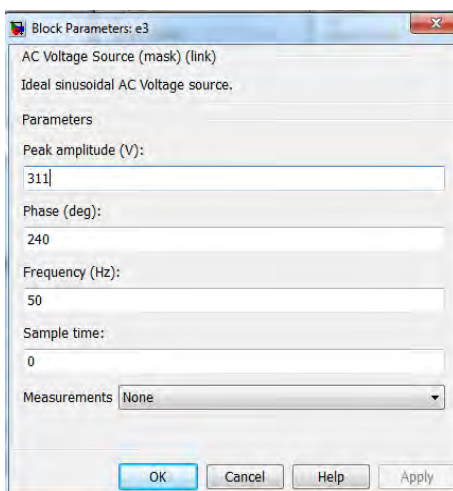 Block Parameters: e3
AC Voltage Source (mask) (link)
Ideal sinusoidal AC Voltage source.
Parameters
Peak amplitude (V):
311
Phase (deg):
240
Frequency (Hz):
50
Sample time:
0
Measurements None
OK Cancel Help Apply